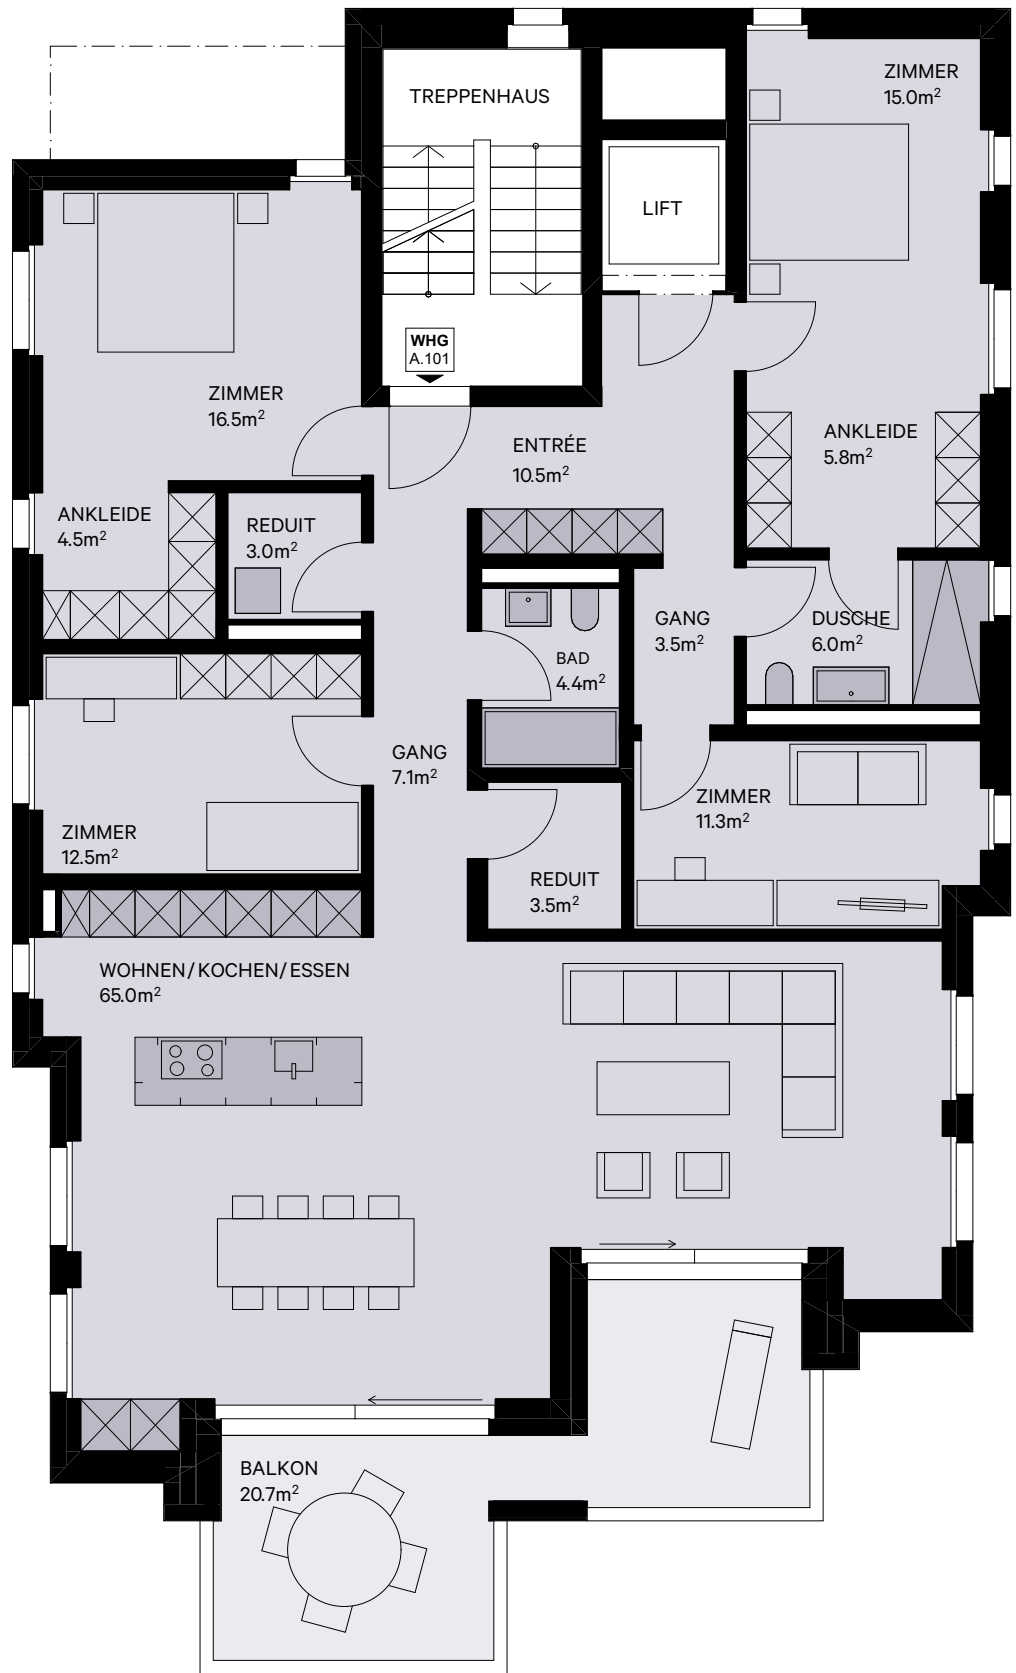 TREPPENHAUS
ZIMMER
15.0m²
LIFT
WHG
A.101
ZIMMER
16.5m²
ENTRÉE
10.5m²
ANKLEIDE
5.8m²
ANKLEIDE
4.5m²
REDUIT
3.0m²
GANG
3.5m²
DUSCHE
6.0m²
BAD
4.4m²
GANG
7.1m²
ZIMMER
11.3m²
ZIMMER
12.5m²
REDUIT
3.5m²
WOHNEN/KOCHEN/ESSEN
65.0m²
BALKON
20.7m²